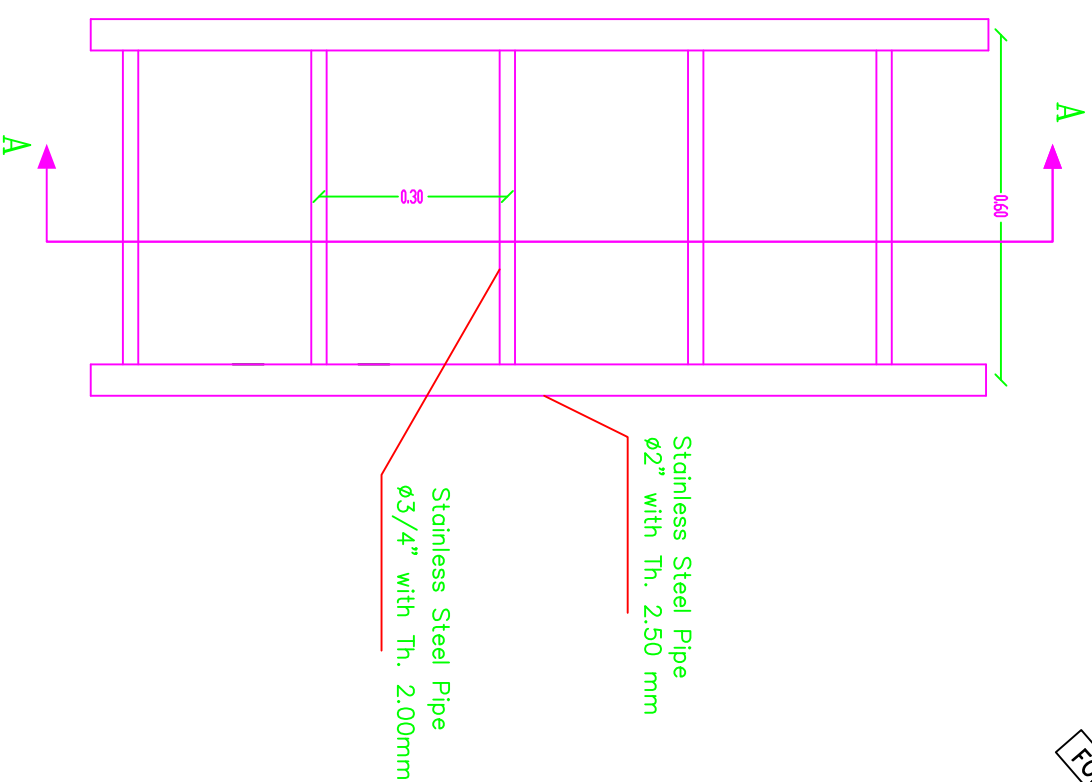 A
0.60
A
0.30
Stainless Steel Pipe
ø2" with Th. 2.50 mm
Stainless Steel Pipe
ø3/4" with Th. 2.00mm